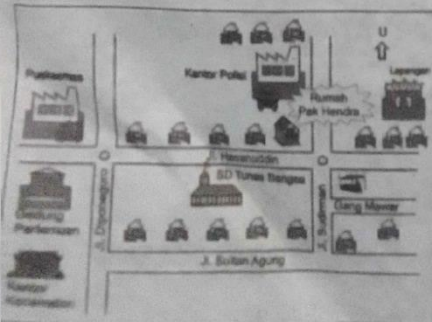 U
Puskesmas
Kantor Polisi
Lapangan
Rumah
Pak Hendra
Jl. Hasanuddin
SD Tunas Bangsa
Gang Mawar
Gedung
Pertemuan
Jl. Diponegoro
Jl. Sudirman
Jl. Sultan Agung
Kantor